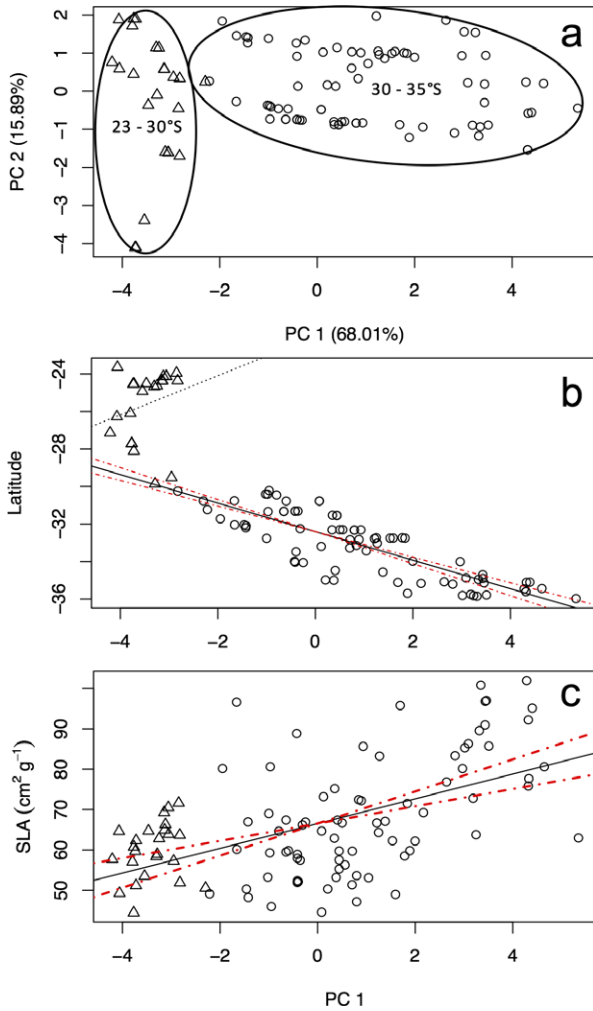 a
2
1
0
-1
-2
-3
-4
PC 2 (15.89%)
23 - 30°S
30 - 35°S
-4 -2 0 2 4
PC 1 (68.01%)
b
-24
-28
-32
-36
Latitude
-4 -2 0 2 4
c
90
80
70
60
50
SLA (cm² g⁻¹)
-4 -2 0 2 4
PC 1